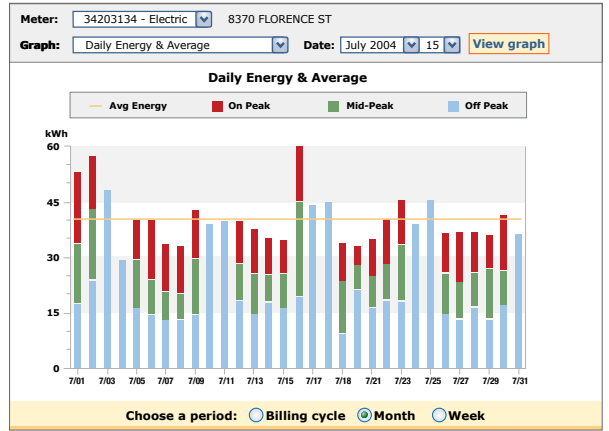 Meter: 34203134 - Electric 8370 FLORENCE ST
Graph: Daily Energy & Average Date: July 2004 15 View graph
Daily Energy & Average
Avg Energy On Peak Mid-Peak Off Peak
kWh
60
45
30
15
0
7/01 7/03 7/05 7/07 7/09 7/11 7/13 7/15 7/17 7/18 7/21 7/23 7/25 7/27 7/29 7/31
Choose a period: Billing cycle Month Week